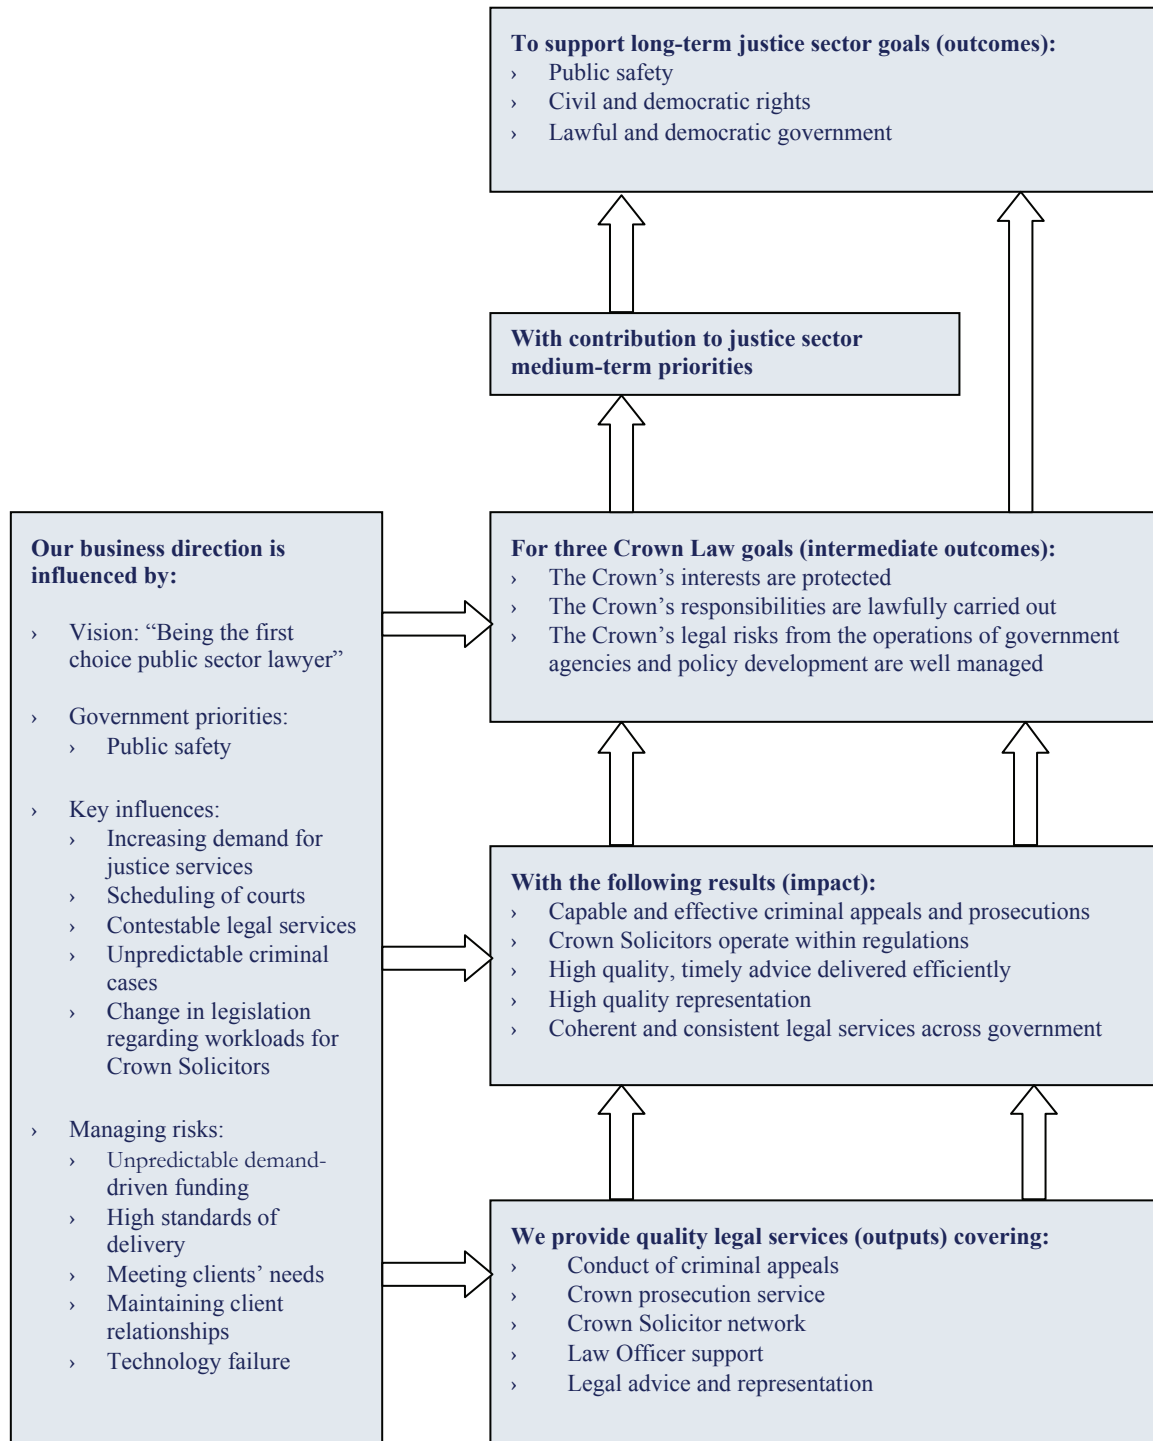 To support long-term justice sector goals (outcomes):
› Public safety
› Civil and democratic rights
› Lawful and democratic government
With contribution to justice sector
medium-term priorities
Our business direction is
influenced by:
› Vision: “Being the first
choice public sector lawyer”
› Government priorities:
› Public safety
› Key influences:
› Increasing demand for
justice services
› Scheduling of courts
› Contestable legal services
› Unpredictable criminal
cases
› Change in legislation
regarding workloads for
Crown Solicitors
› Managing risks:
› Unpredictable demand-
driven funding
› High standards of
delivery
› Meeting clients’ needs
› Maintaining client
relationships
› Technology failure
For three Crown Law goals (intermediate outcomes):
› The Crown’s interests are protected
› The Crown’s responsibilities are lawfully carried out
› The Crown’s legal risks from the operations of government
agencies and policy development are well managed
With the following results (impact):
› Capable and effective criminal appeals and prosecutions
› Crown Solicitors operate within regulations
› High quality, timely advice delivered efficiently
› High quality representation
› Coherent and consistent legal services across government
We provide quality legal services (outputs) covering:
› Conduct of criminal appeals
› Crown prosecution service
› Crown Solicitor network
› Law Officer support
› Legal advice and representation